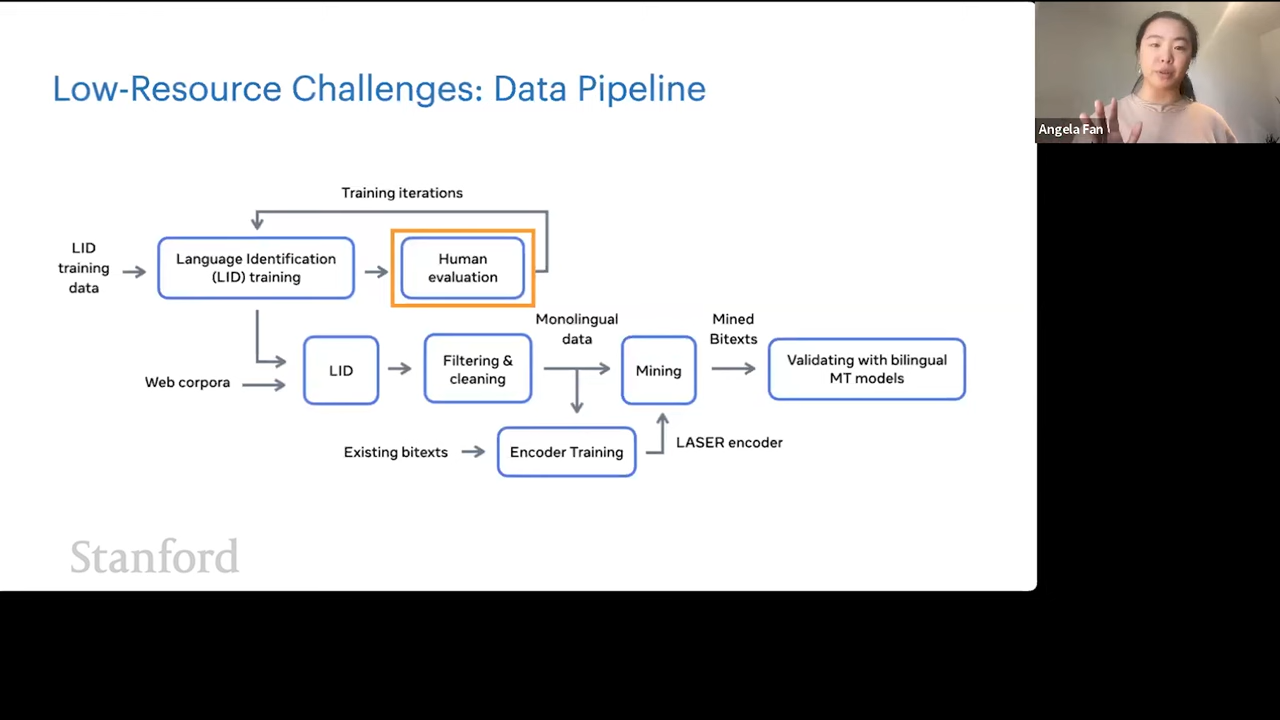 Low-Resource Challenges: Data Pipeline
Angela Fan
Training iterations
LID
training
data
Language Identification
(LID) training
Human
evaluation
Monolingual
data
Mined
Bitexts
Web corpora
LID
Filtering &
cleaning
Mining
Validating with bilingual
MT models
Existing bitexts
Encoder Training
LASER encoder
Stanford